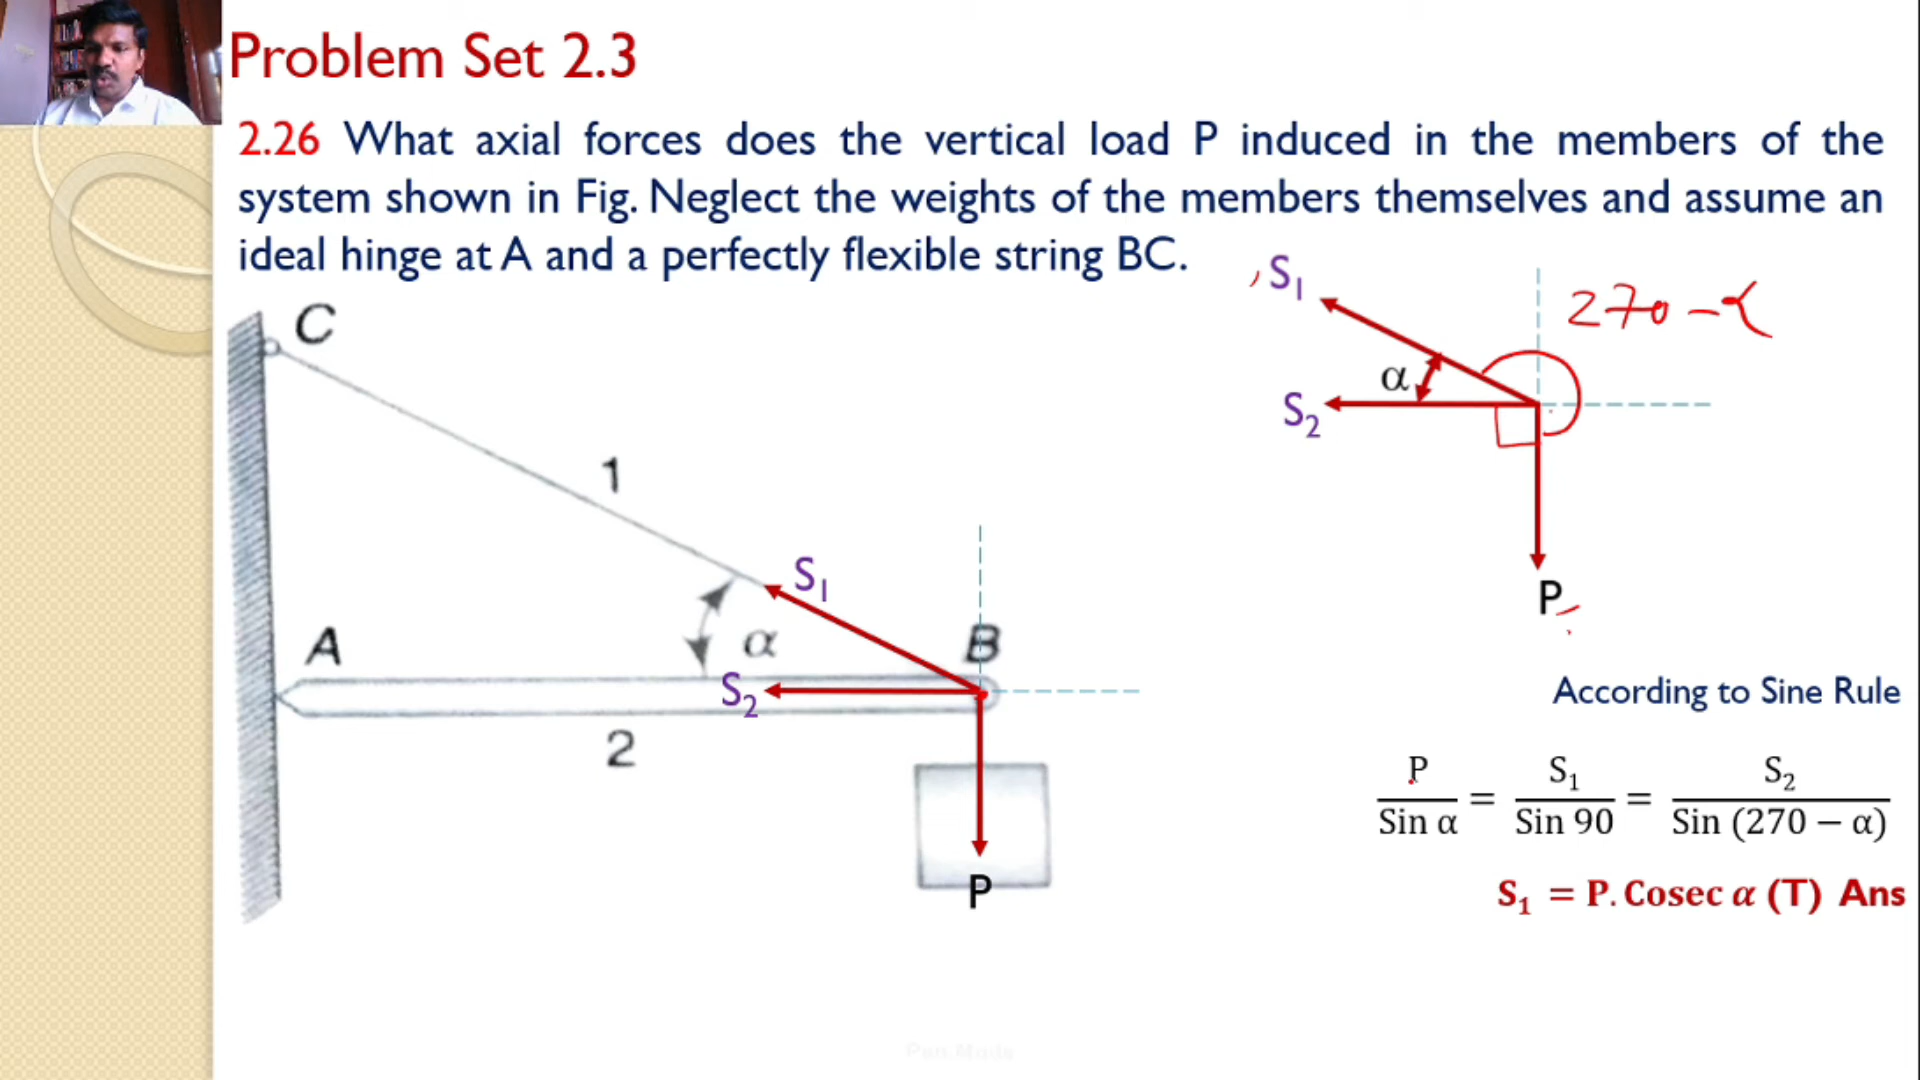 Problem Set 2.3
2.26 What axial forces does the vertical load P induced in the members of the
system shown in Fig. Neglect the weights of the members themselves and assume an
ideal hinge at A and a perfectly flexible string BC.
S₁
270 - α
α
S₂
P
C
1
S₁
A
α
B
S₂
2
P
According to Sine Rule
P/Sin α = S₁/Sin 90 = S₂/Sin (270 − α)
S₁ = P. Cosec α (T) Ans
Pen Mode